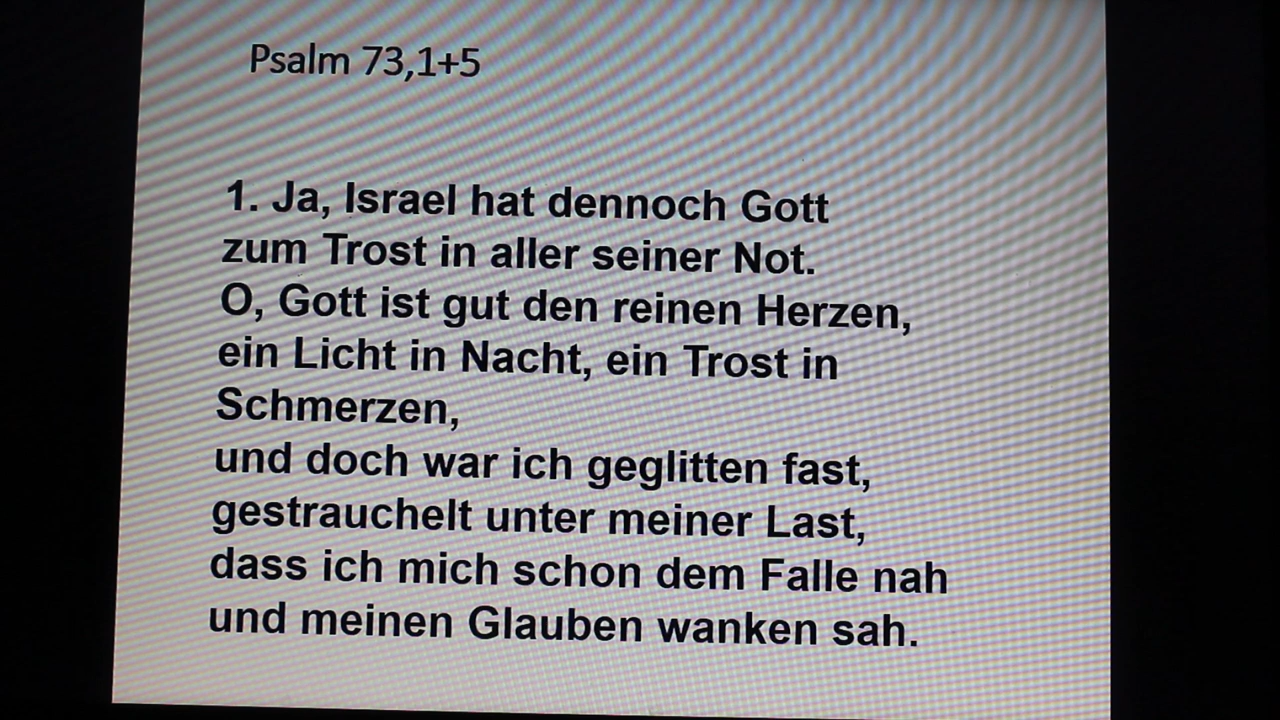 Psalm 73,1+5
1. Ja, Israel hat dennoch Gott
zum Trost in aller seiner Not.
O, Gott ist gut den reinen Herzen,
ein Licht in Nacht, ein Trost in
Schmerzen,
und doch war ich geglitten fast,
gestrauchelt unter meiner Last,
dass ich mich schon dem Falle nah
und meinen Glauben wanken sah.